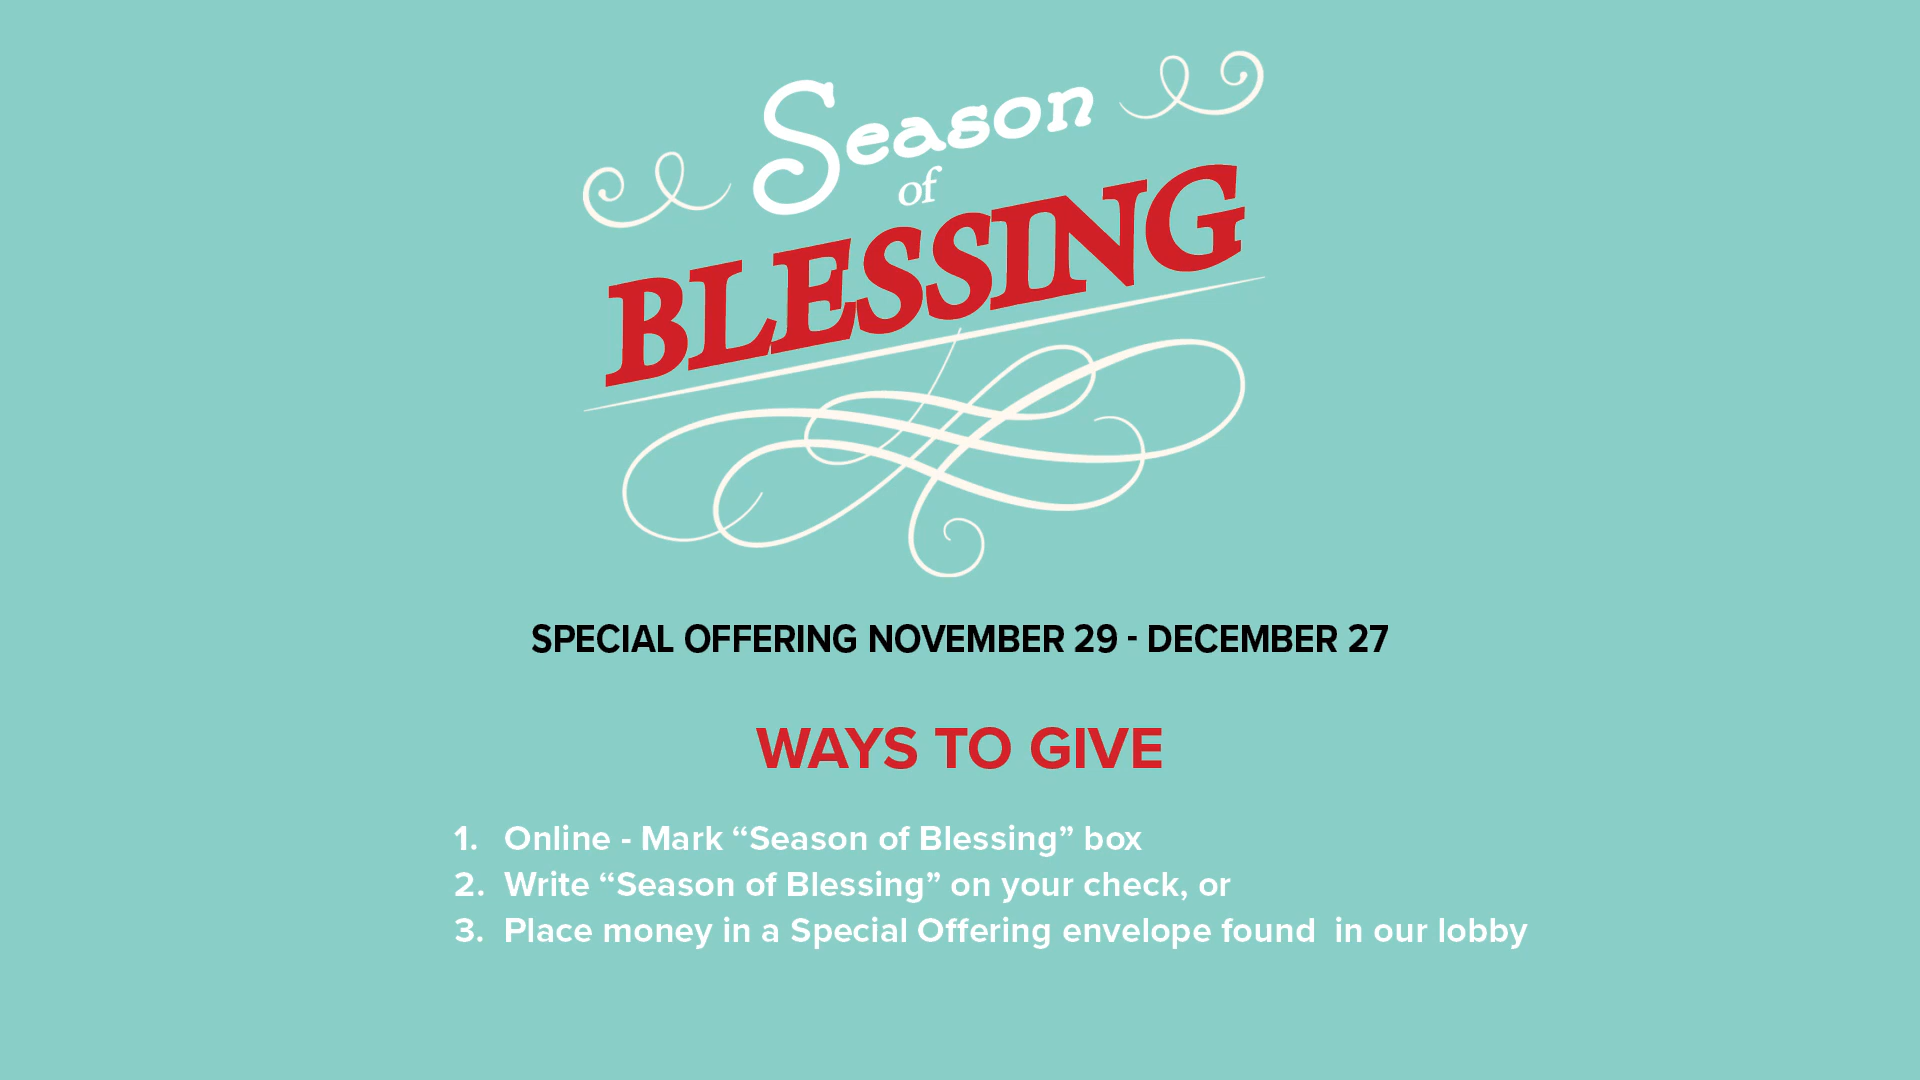 Season
of
BLESSING
SPECIAL OFFERING NOVEMBER 29 - DECEMBER 27
WAYS TO GIVE
1. Online - Mark “Season of Blessing” box
2. Write “Season of Blessing” on your check, or
3. Place money in a Special Offering envelope found  in our lobby